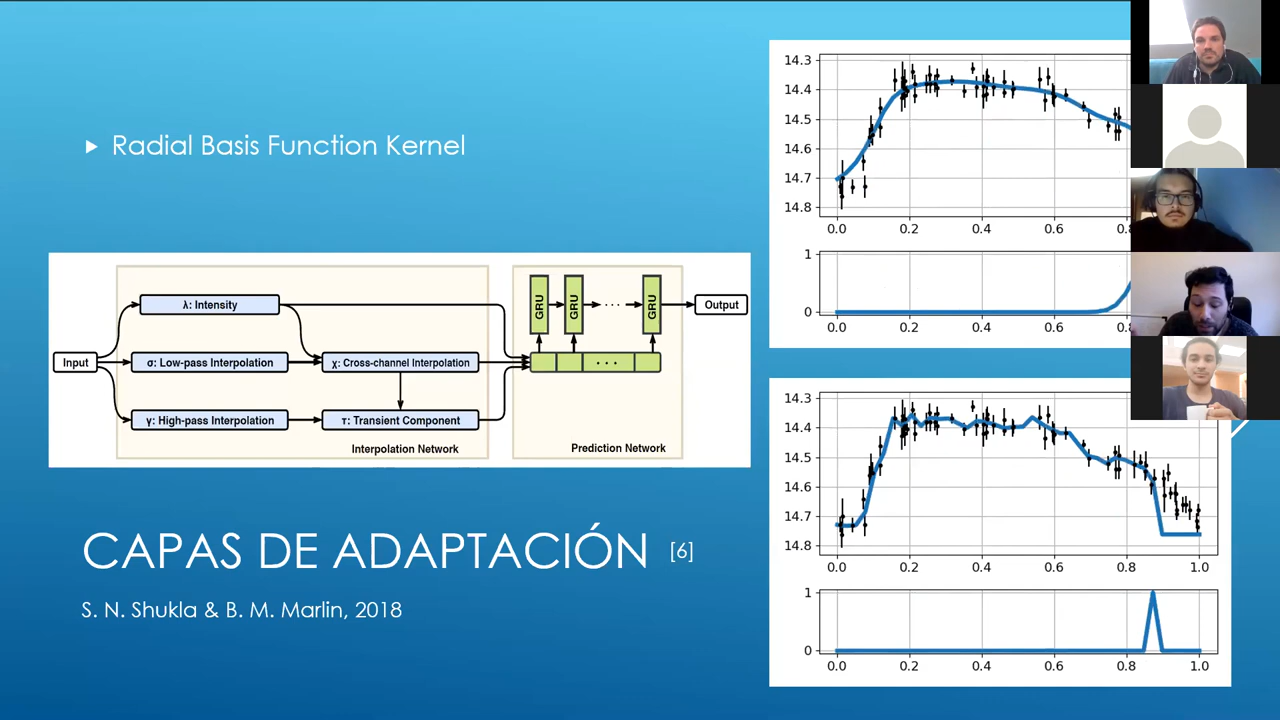 Radial Basis Function Kernel
Input
λ: Intensity
σ: Low-pass Interpolation
γ: High-pass Interpolation
χ: Cross-channel Interpolation
τ: Transient Component
Interpolation Network
GRU
GRU
...
GRU
...
Output
Prediction Network
CAPAS DE ADAPTACIÓN [6]
S. N. Shukla & B. M. Marlin, 2018
14.3
14.4
14.5
14.6
14.7
14.8
0.0 0.2 0.4 0.6
1
0
0.0 0.2 0.4 0.6
14.3
14.4
14.5
14.6
14.7
14.8
0.0 0.2 0.4 0.6 0.8 1.0
1
0
0.0 0.2 0.4 0.6 0.8 1.0